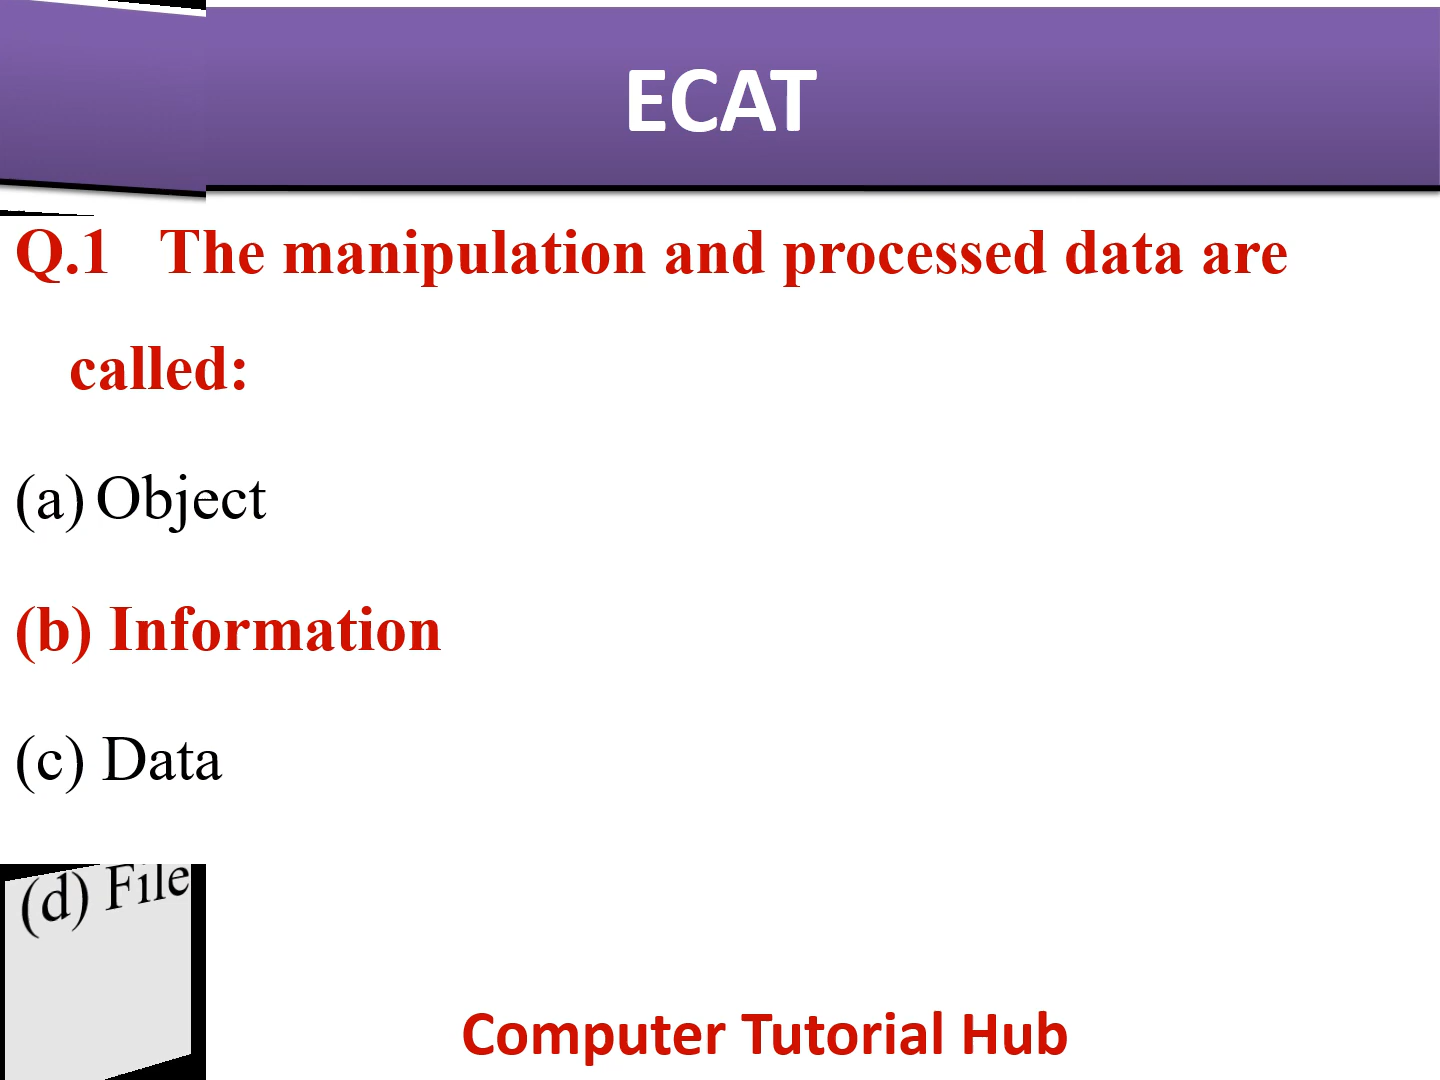 ECAT
Q.1 The manipulation and processed data are
called:
(a) Object
(b) Information
(c) Data
(d) File
Computer Tutorial Hub